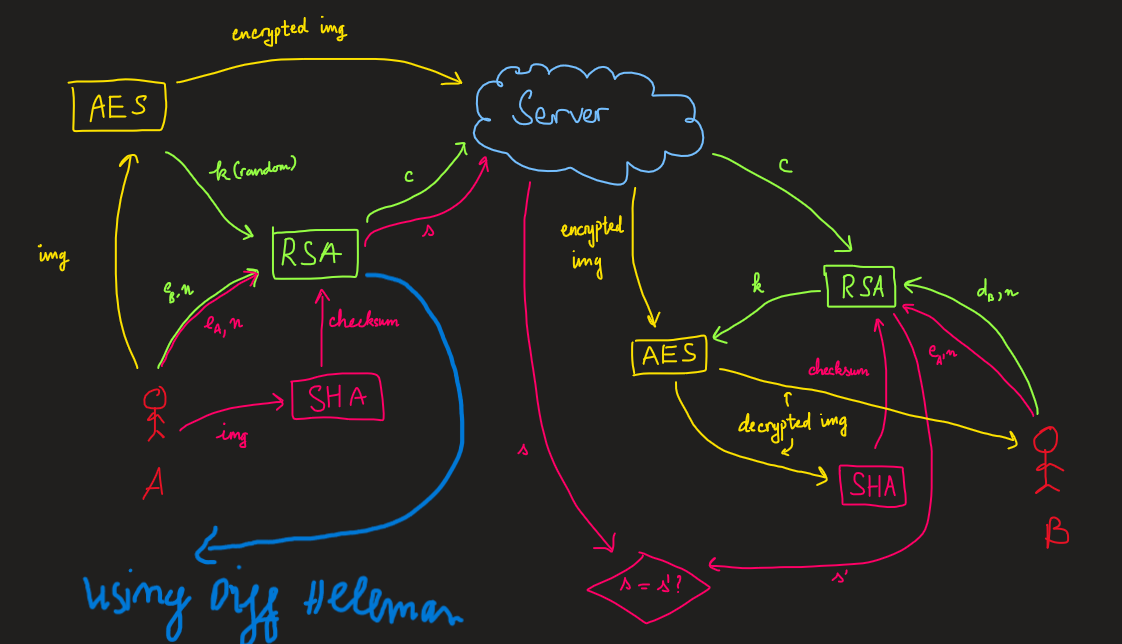 encrypted img
AES
Server
k (random)
c
s
c
img
RSA
encrypted
img
e_B, n
e_A, n
checksum
k
RSA
d_B, n
AES
e_A, n
SHA
checksum
img
decrypted img
A
s
SHA
B
s = s'?
s'
using Diff Heleman